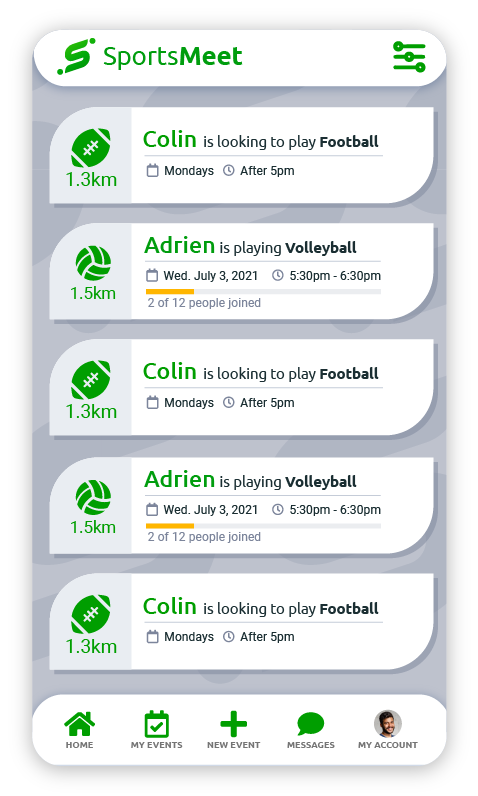 SportsMeet
Colin is looking to play Football
1.3km
Mondays After 5pm
Adrien is playing Volleyball
1.5km
Wed. July 3, 2021 5:30pm - 6:30pm
2 of 12 people joined
Colin is looking to play Football
1.3km
Mondays After 5pm
Adrien is playing Volleyball
1.5km
Wed. July 3, 2021 5:30pm - 6:30pm
2 of 12 people joined
Colin is looking to play Football
1.3km
Mondays After 5pm
HOME MY EVENTS NEW EVENT MESSAGES MY ACCOUNT